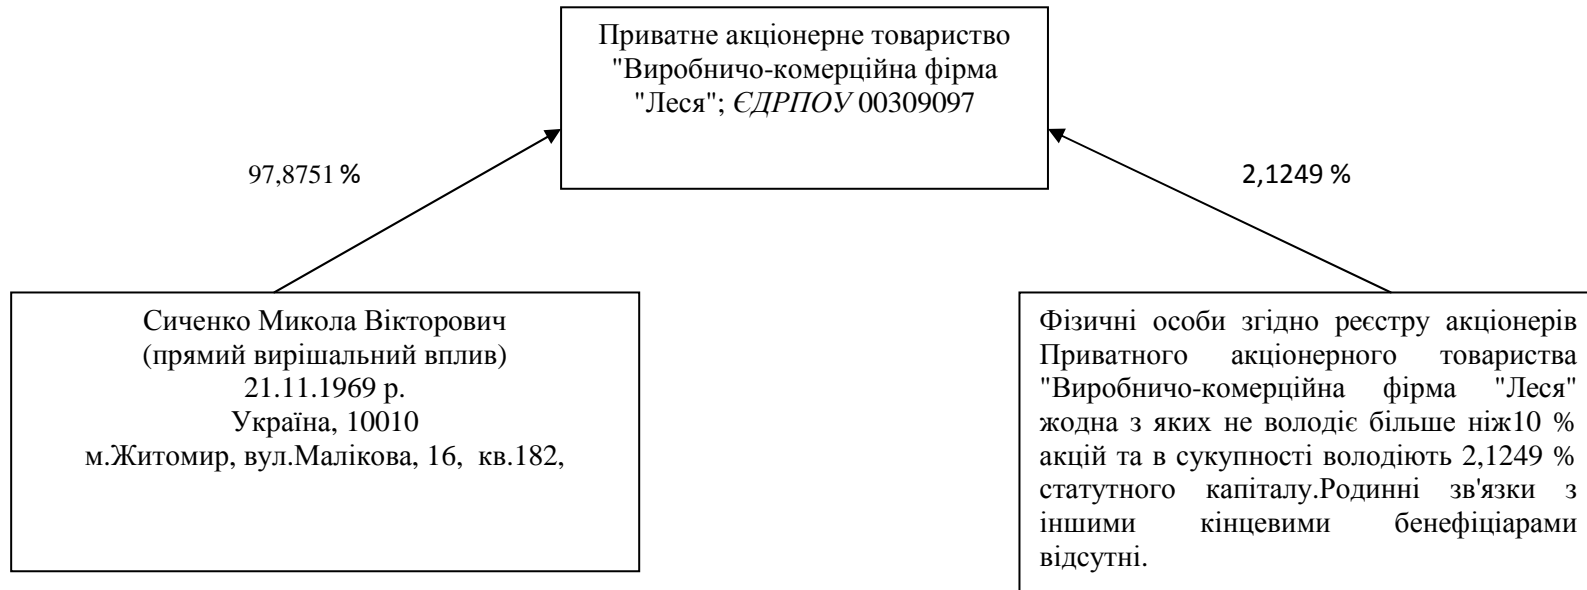 Приватне акціонерне товариство
"Виробничо-комерційна фірма
"Леся"; ЄДРПОУ 00309097
97,8751 %
2,1249 %
Сиченко Микола Вікторович
(прямий вирішальний вплив)
21.11.1969 р.
Україна, 10010
м.Житомир, вул.Малікова, 16, кв.182,
Фізичні особи згідно реєстру акціонерів
Приватного акціонерного товариства
"Виробничо-комерційна фірма "Леся"
жодна з яких не володіє більше ніж10 %
акцій та в сукупності володіють 2,1249 %
статутного капіталу.Родинні зв'язки з
іншими кінцевими бенефіціарами
відсутні.